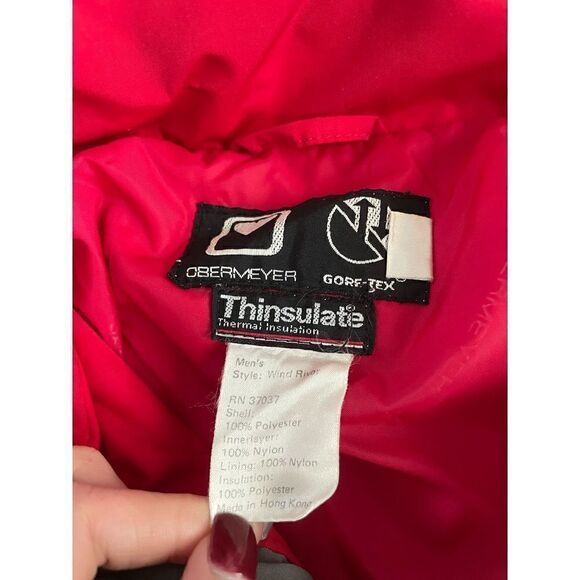 OBERMEYER
GORE-TEX
Thinsulate
Thermal Insulation
Men's
Style: Wind River
RN 37037
Shell:
100% Polyester
Innerlayer:
100% Nylon
Lining: 100% Nylon
Insulation:
100% Polyester
Made in Hong Kong